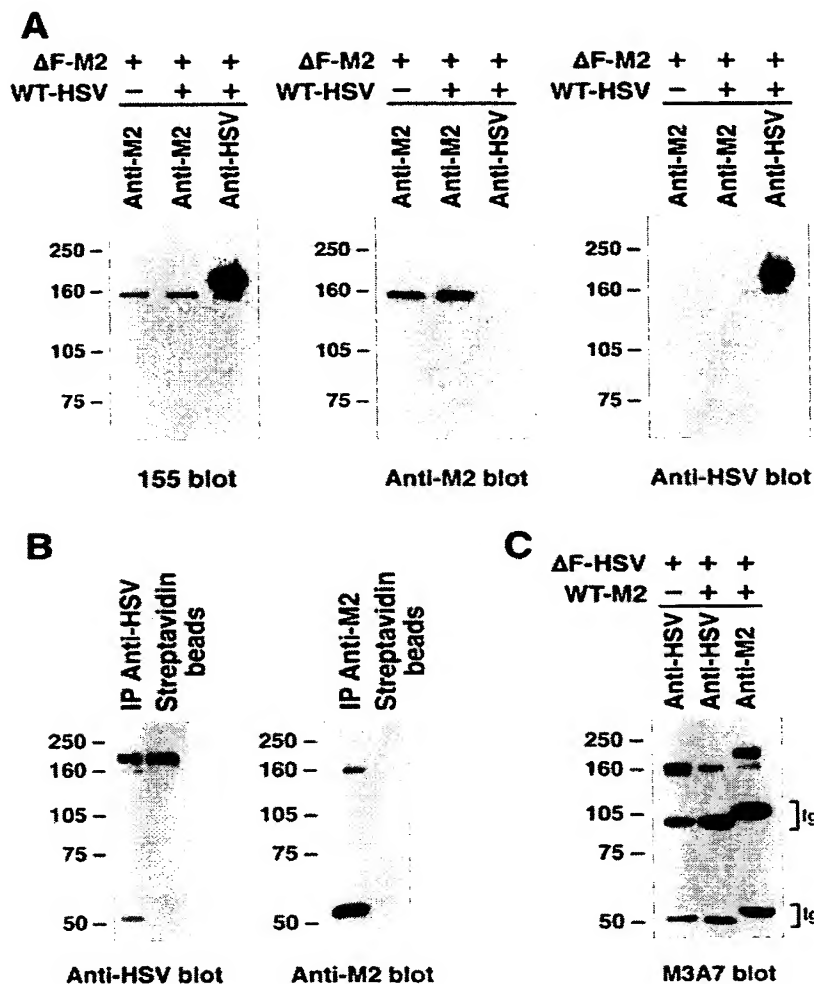 A
ΔF-M2 + + +
WT-HSV – + +
Anti-M2
Anti-M2
Anti-HSV
250 –
160 –
105 –
75 –
155 blot
ΔF-M2 + + +
WT-HSV – + +
Anti-M2
Anti-M2
Anti-HSV
250 –
160 –
105 –
75 –
Anti-M2 blot
ΔF-M2 + + +
WT-HSV – + +
Anti-M2
Anti-M2
Anti-HSV
250 –
160 –
105 –
75 –
Anti-HSV blot
B
IP Anti-HSV
Streptavidin
beads
250 –
160 –
105 –
75 –
50 –
Anti-HSV blot
IP Anti-M2
Streptavidin
beads
250 –
160 –
105 –
75 –
50 –
Anti-M2 blot
C
ΔF-HSV + + +
WT-M2 – + +
Anti-HSV
Anti-HSV
Anti-M2
250 –
160 –
105 –
75 –
50 –
M3A7 blot